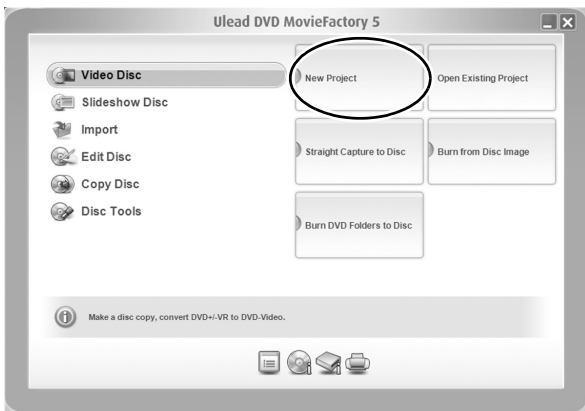 Ulead DVD MovieFactory 5
Video Disc
Slideshow Disc
Import
Edit Disc
Copy Disc
Disc Tools
New Project
Open Existing Project
Straight Capture to Disc
Burn from Disc Image
Burn DVD Folders to Disc
Make a disc copy, convert DVD+/-VR to DVD-Video.